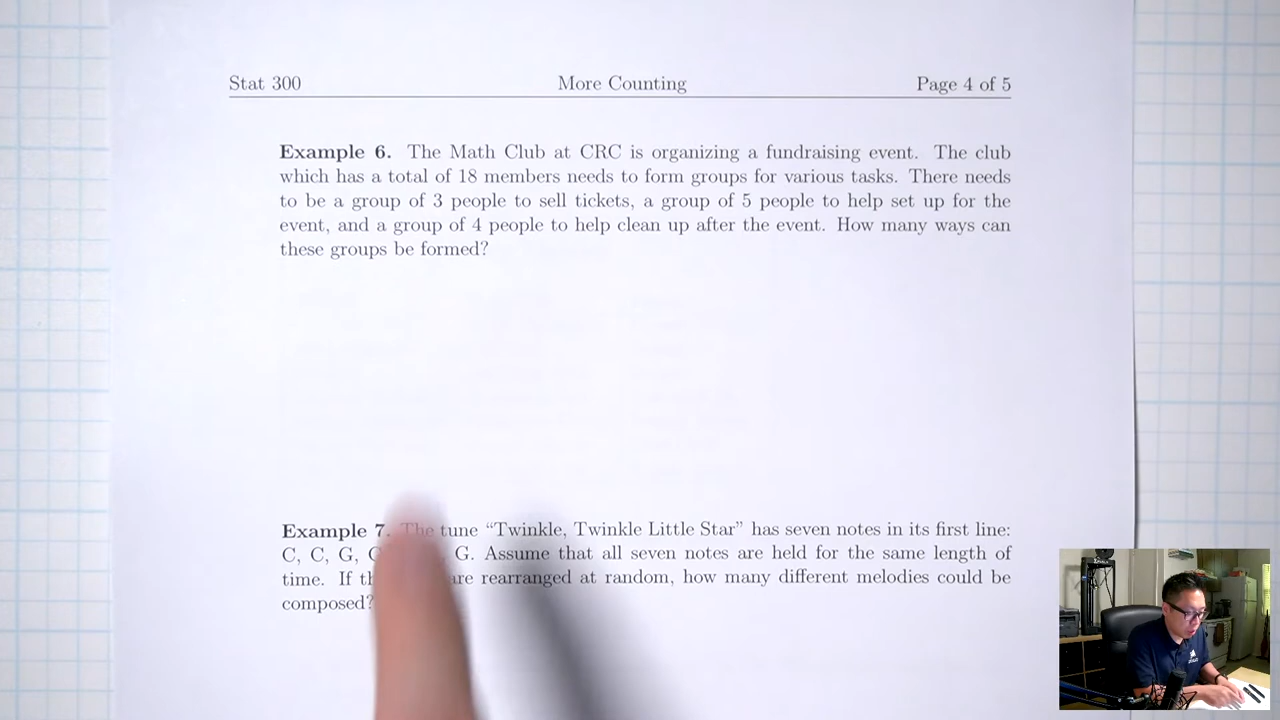 Stat 300 More Counting Page 4 of 5
Example 6. The Math Club at CRC is organizing a fundraising event. The club
which has a total of 18 members needs to form groups for various tasks. There needs
to be a group of 3 people to sell tickets, a group of 5 people to help set up for the
event, and a group of 4 people to help clean up after the event. How many ways can
these groups be formed?
Example 7. The tune “Twinkle, Twinkle Little Star” has seven notes in its first line:
C, C, G, G. Assume that all seven notes are held for the same length of
time. If are rearranged at random, how many different melodies could be
composed?